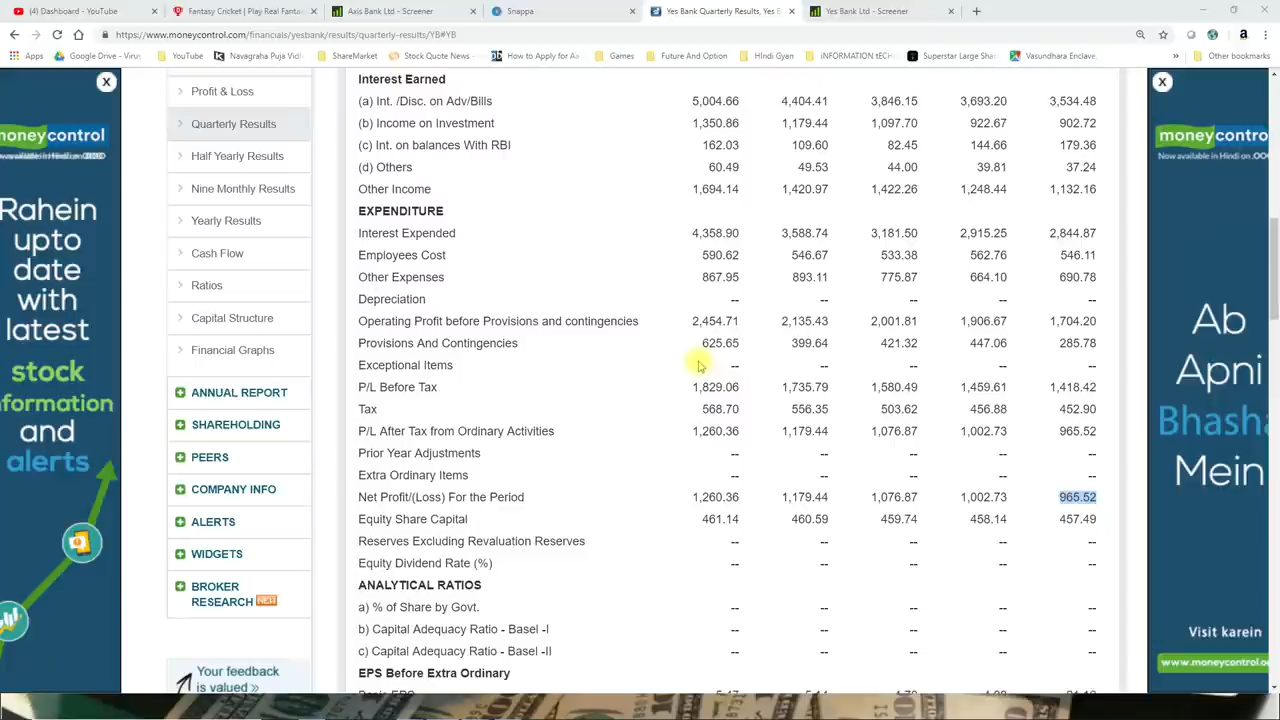 (4) Dashboard - YouTube
Fantasy Cricket | Play Real Fantas
Axis Bank Ltd - Screener
Snappa
Yes Bank Quarterly Results, Yes B
Yes Bank Ltd - Screener
https://www.moneycontrol.com/financials/yesbank/results/quarterly-results/YB#YB
Apps
Google Drive - Virus
YouTube
Navgraha Puja Vidhi
ShareMarket
Stock Quote News -
How to Apply for Aa
Games
Future And Option
HIndi Gyan
iNFORMATION tECH
Superstar Large Shar
Vasundhara Enclave.
Other bookmarks
X
moneycontrol
Rahein
upto
date
with
latest
stock
nformation
and
alerts
Profit & Loss
Quarterly Results
Half Yearly Results
Nine Monthly Results
Yearly Results
Cash Flow
Ratios
Capital Structure
Financial Graphs
ANNUAL REPORT
SHAREHOLDING
PEERS
COMPANY INFO
ALERTS
WIDGETS
BROKER
RESEARCH NEW
Your feedback
is valued »
Interest Earned
(a) Int. /Disc. on Adv/Bills 5,004.66 4,404.41 3,846.15 3,693.20 3,534.48
(b) Income on Investment 1,350.86 1,179.44 1,097.70 922.67 902.72
(c) Int. on balances With RBI 162.03 109.60 82.45 144.66 179.36
(d) Others 60.49 49.53 44.00 39.81 37.24
Other Income 1,694.14 1,420.97 1,422.26 1,248.44 1,132.16
EXPENDITURE
Interest Expended 4,358.90 3,588.74 3,181.50 2,915.25 2,844.87
Employees Cost 590.62 546.67 533.38 562.76 546.11
Other Expenses 867.95 893.11 775.87 664.10 690.78
Depreciation -- -- -- -- --
Operating Profit before Provisions and contingencies 2,454.71 2,135.43 2,001.81 1,906.67 1,704.20
Provisions And Contingencies 625.65 399.64 421.32 447.06 285.78
Exceptional Items -- -- -- -- --
P/L Before Tax 1,829.06 1,735.79 1,580.49 1,459.61 1,418.42
Tax 568.70 556.35 503.62 456.88 452.90
P/L After Tax from Ordinary Activities 1,260.36 1,179.44 1,076.87 1,002.73 965.52
Prior Year Adjustments -- -- -- -- --
Extra Ordinary Items -- -- -- -- --
Net Profit/(Loss) For the Period 1,260.36 1,179.44 1,076.87 1,002.73 965.52
Equity Share Capital 461.14 460.59 459.74 458.14 457.49
Reserves Excluding Revaluation Reserves -- -- -- -- --
Equity Dividend Rate (%) -- -- -- -- --
ANALYTICAL RATIOS
a) % of Share by Govt. -- -- -- -- --
b) Capital Adequacy Ratio - Basel -I -- -- -- -- --
c) Capital Adequacy Ratio - Basel -II -- -- -- -- --
EPS Before Extra Ordinary
X
moneycontrol
Now available in Hindi on
Ab
Apni
Bhasha
Mein
Visit karein
www.moneycontrol.co